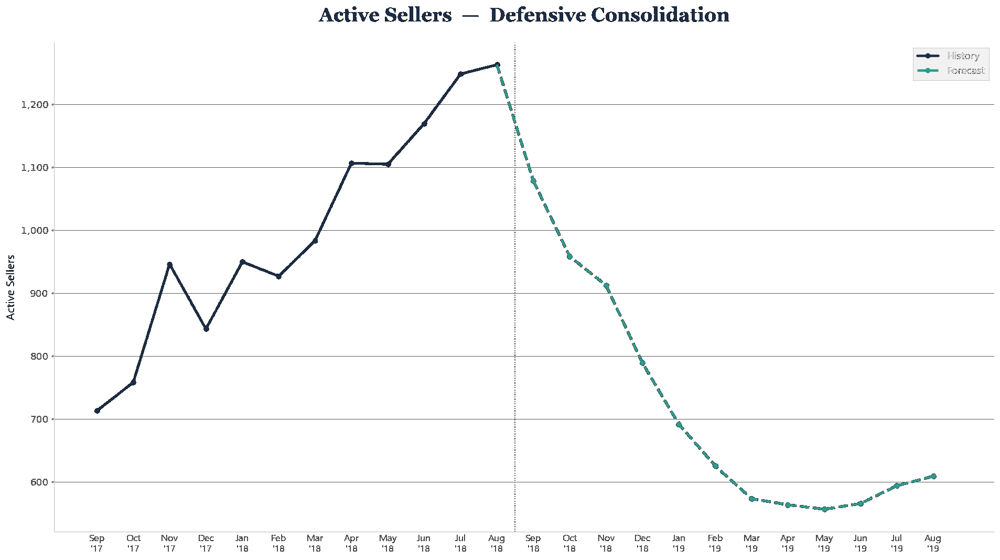 Active Sellers — Defensive Consolidation
History
Forecast
1,200
1,100
1,000
900
800
700
600
Active Sellers
Sep Oct Nov Dec Jan Feb Mar Apr May Jun Jul Aug Sep Oct Nov Dec Jan Feb Mar Apr May Jun Jul Aug
'17 '17 '17 '17 '18 '18 '18 '18 '18 '18 '18 '18 '18 '18 '18 '18 '19 '19 '19 '19 '19 '19 '19 '19